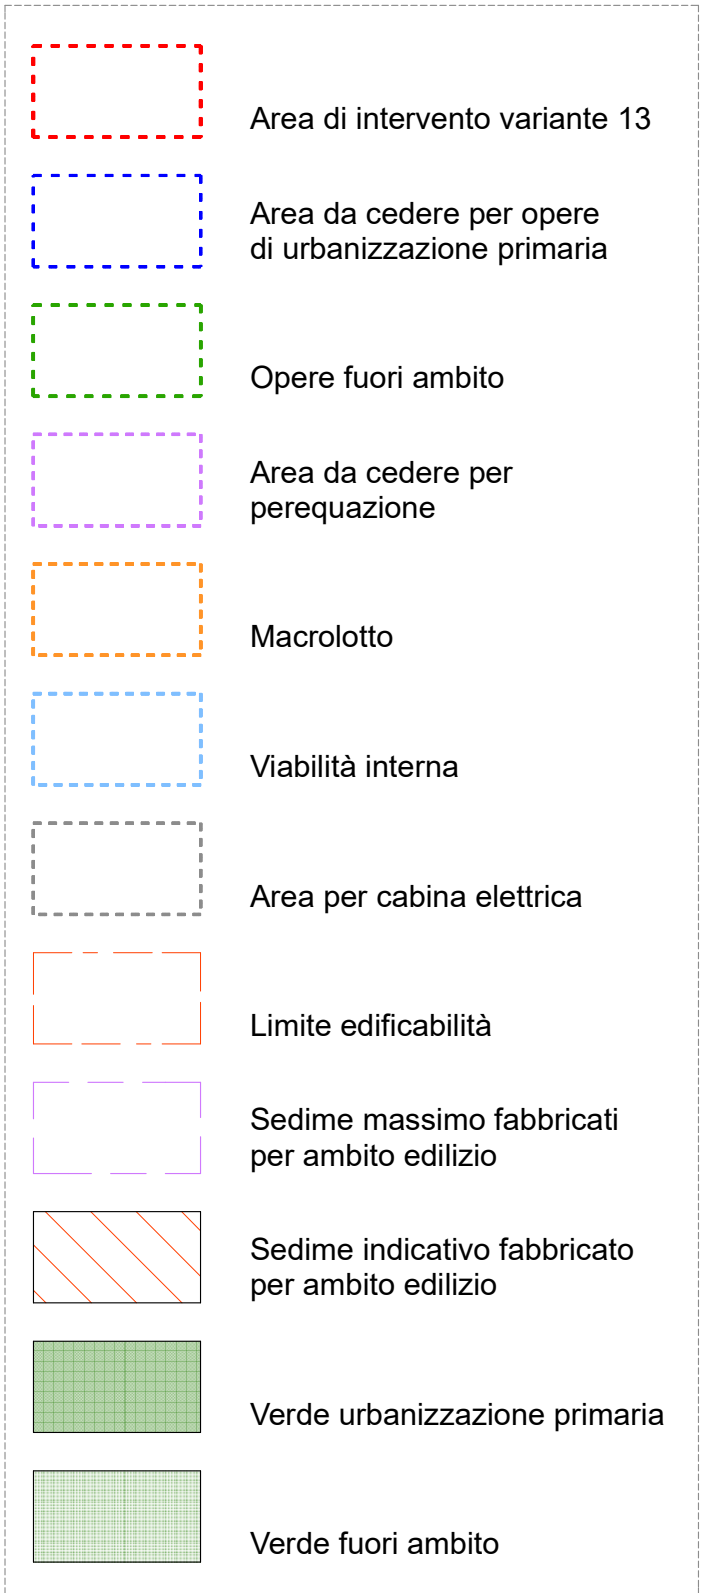 Area di intervento variante 13
Area da cedere per opere
di urbanizzazione primaria
Opere fuori ambito
Area da cedere per
perequazione
Macrolotto
Viabilità interna
Area per cabina elettrica
Limite edificabilità
Sedime massimo fabbricati
per ambito edilizio
Sedime indicativo fabbricato
per ambito edilizio
Verde urbanizzazione primaria
Verde fuori ambito